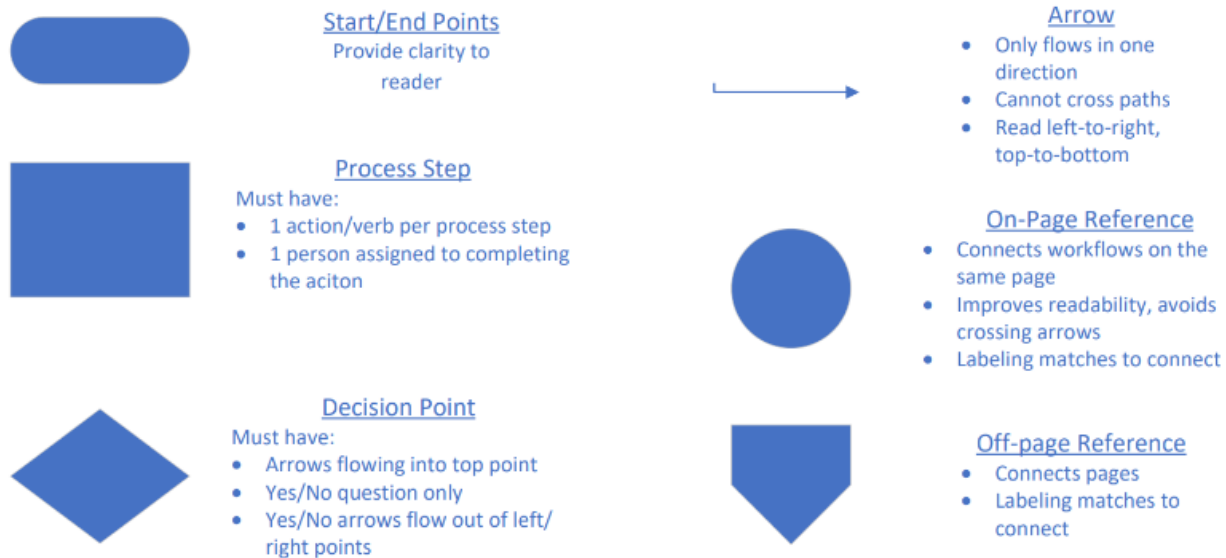 Start/End Points
Provide clarity to
reader
Process Step
Must have:
• 1 action/verb per process step
• 1 person assigned to completing
the aciton
Decision Point
Must have:
• Arrows flowing into top point
• Yes/No question only
• Yes/No arrows flow out of left/
right points
Arrow
• Only flows in one
direction
• Cannot cross paths
• Read left-to-right,
top-to-bottom
On-Page Reference
• Connects workflows on the
same page
• Improves readability, avoids
crossing arrows
• Labeling matches to connect
Off-page Reference
• Connects pages
• Labeling matches to
connect